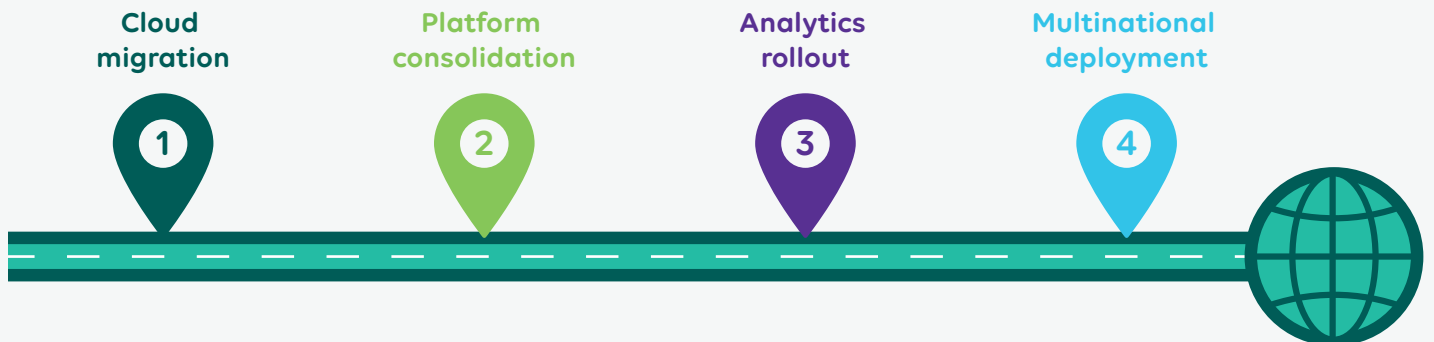 Cloud
migration
Platform
consolidation
Analytics
rollout
Multinational
deployment
1
2
3
4